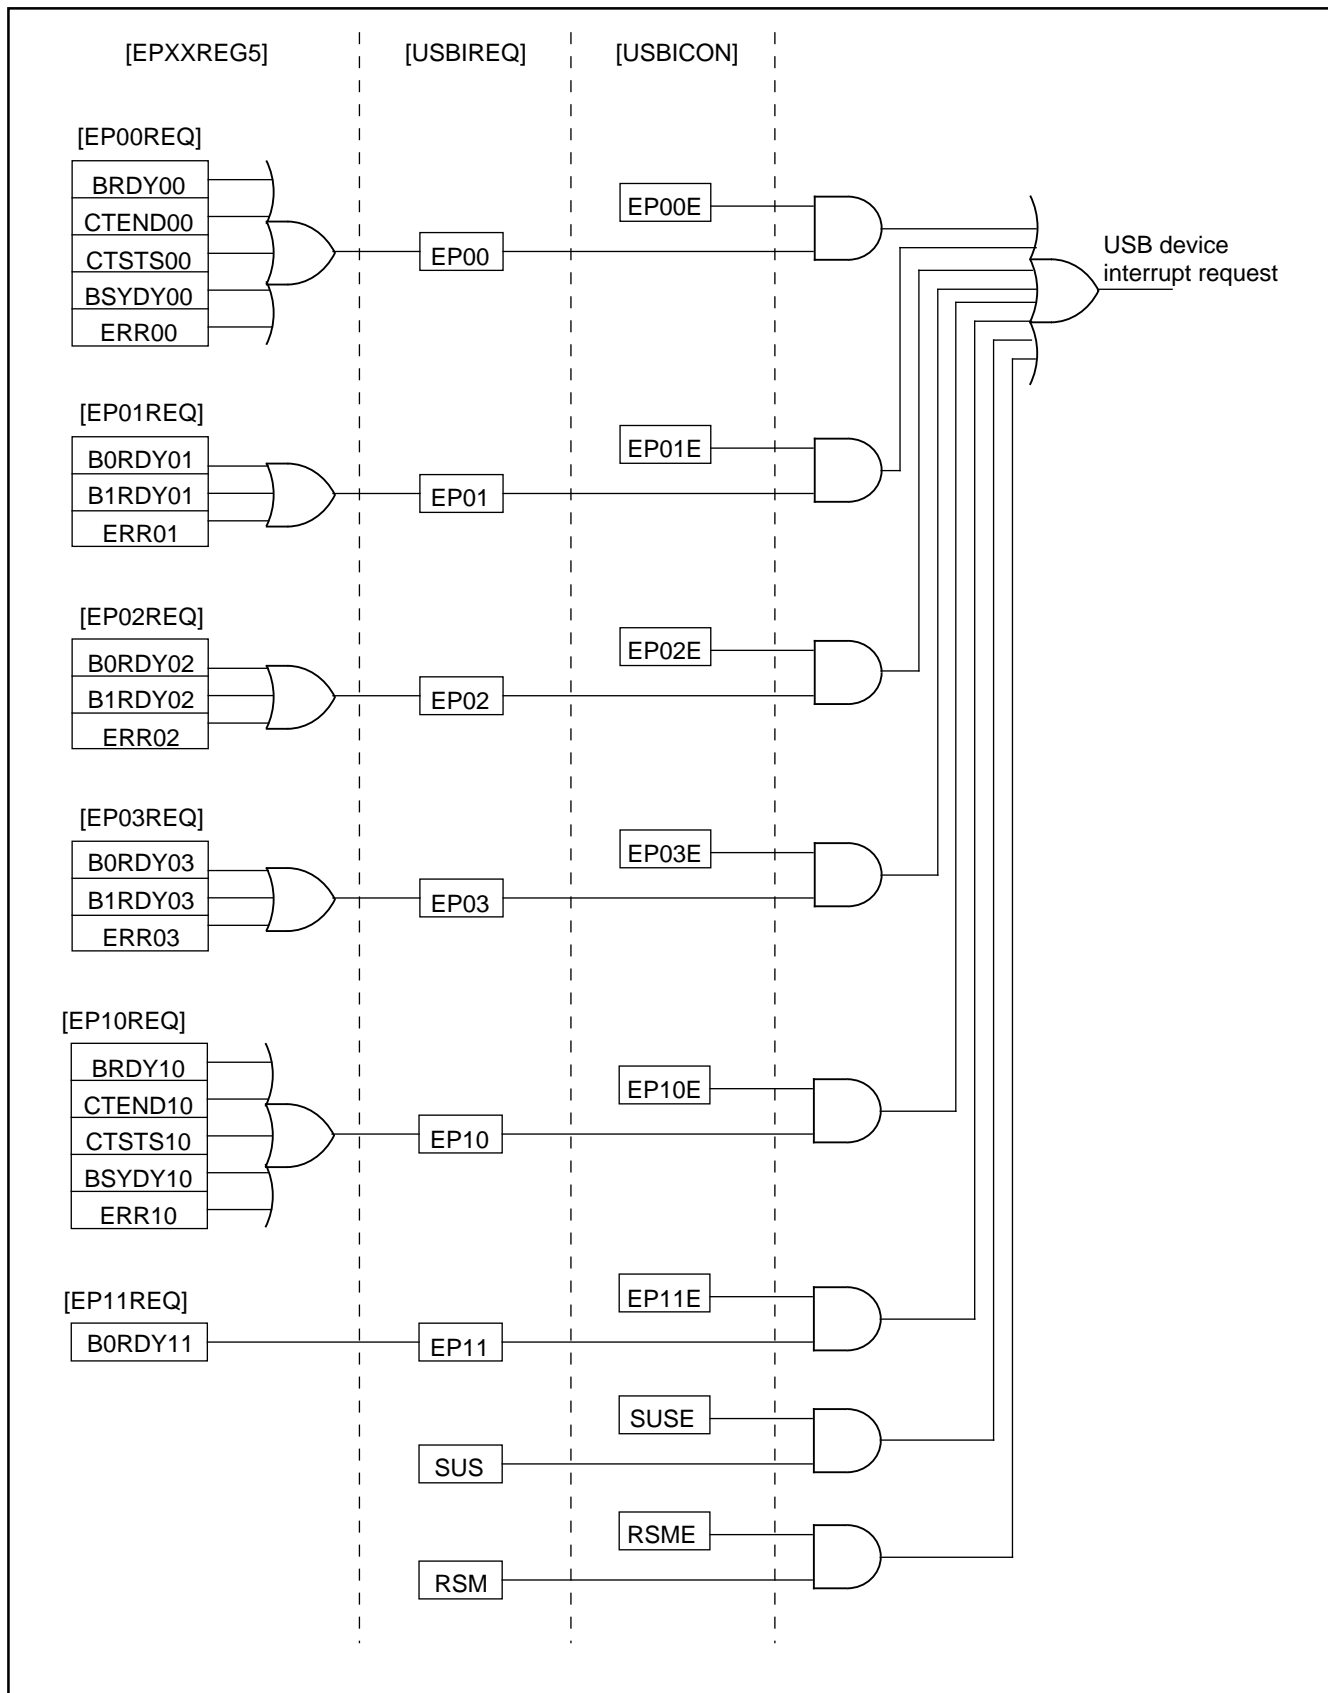 [EPXXREG5] [USBIREQ] [USBICON]
[EP00REQ]
BRDY00
CTEND00
CTSTS00
BSYDY00
ERR00
EP00
EP00E
USB device
interrupt request
[EP01REQ]
B0RDY01
B1RDY01
ERR01
EP01
EP01E
[EP02REQ]
B0RDY02
B1RDY02
ERR02
EP02
EP02E
[EP03REQ]
B0RDY03
B1RDY03
ERR03
EP03
EP03E
[EP10REQ]
BRDY10
CTEND10
CTSTS10
BSYDY10
ERR10
EP10
EP10E
[EP11REQ]
B0RDY11
EP11
EP11E
SUS
SUSE
RSM
RSME